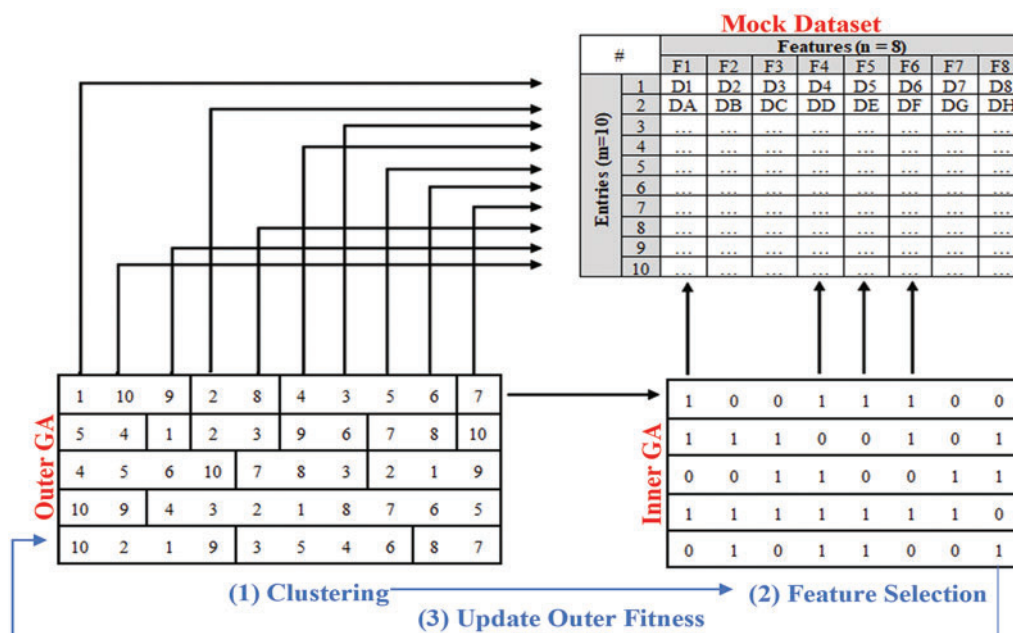 Mock Dataset
# Features (n = 8)
F1 F2 F3 F4 F5 F6 F7 F8
Entries (m=10)
1 D1 D2 D3 D4 D5 D6 D7 D8
2 DA DB DC DD DE DF DG DH
3 ... ... ... ... ... ... ... ...
4 ... ... ... ... ... ... ... ...
5 ... ... ... ... ... ... ... ...
6 ... ... ... ... ... ... ... ...
7 ... ... ... ... ... ... ... ...
8 ... ... ... ... ... ... ... ...
9 ... ... ... ... ... ... ... ...
10 ... ... ... ... ... ... ... ...
Outer GA
1 10 9 2 8 4 3 5 6 7
5 4 1 2 3 9 6 7 8 10
4 5 6 10 7 8 3 2 1 9
10 9 4 3 2 1 8 7 6 5
10 2 1 9 3 5 4 6 8 7
Inner GA
1 0 0 1 1 1 0 0
1 1 1 0 0 1 0 1
0 0 1 1 0 0 1 1
1 1 1 1 1 1 1 0
0 1 0 1 1 0 0 1
(1) Clustering
(2) Feature Selection
(3) Update Outer Fitness